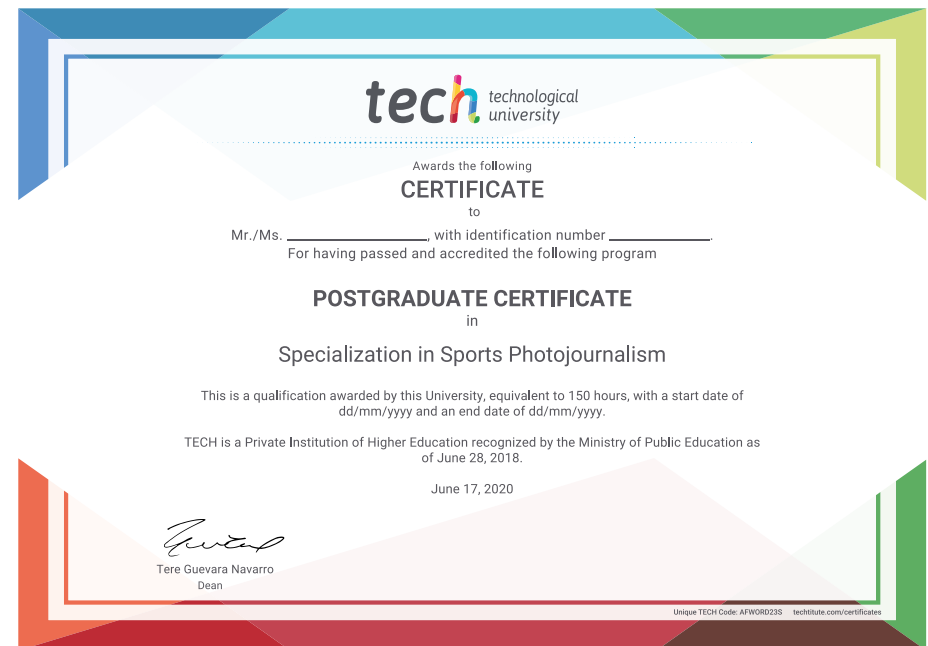 tech technological
university
Awards the following
CERTIFICATE
to
Mr./Ms. ____________________, with identification number ______________.
For having passed and accredited the following program
POSTGRADUATE CERTIFICATE
in
Specialization in Sports Photojournalism
This is a qualification awarded by this University, equivalent to 150 hours, with a start date of
dd/mm/yyyy and an end date of dd/mm/yyyy.
TECH is a Private Institution of Higher Education recognized by the Ministry of Public Education as
of June 28, 2018.
June 17, 2020
Tere Guevara Navarro
Dean
Unique TECH Code: AFWORD23S techtitute.com/certificates